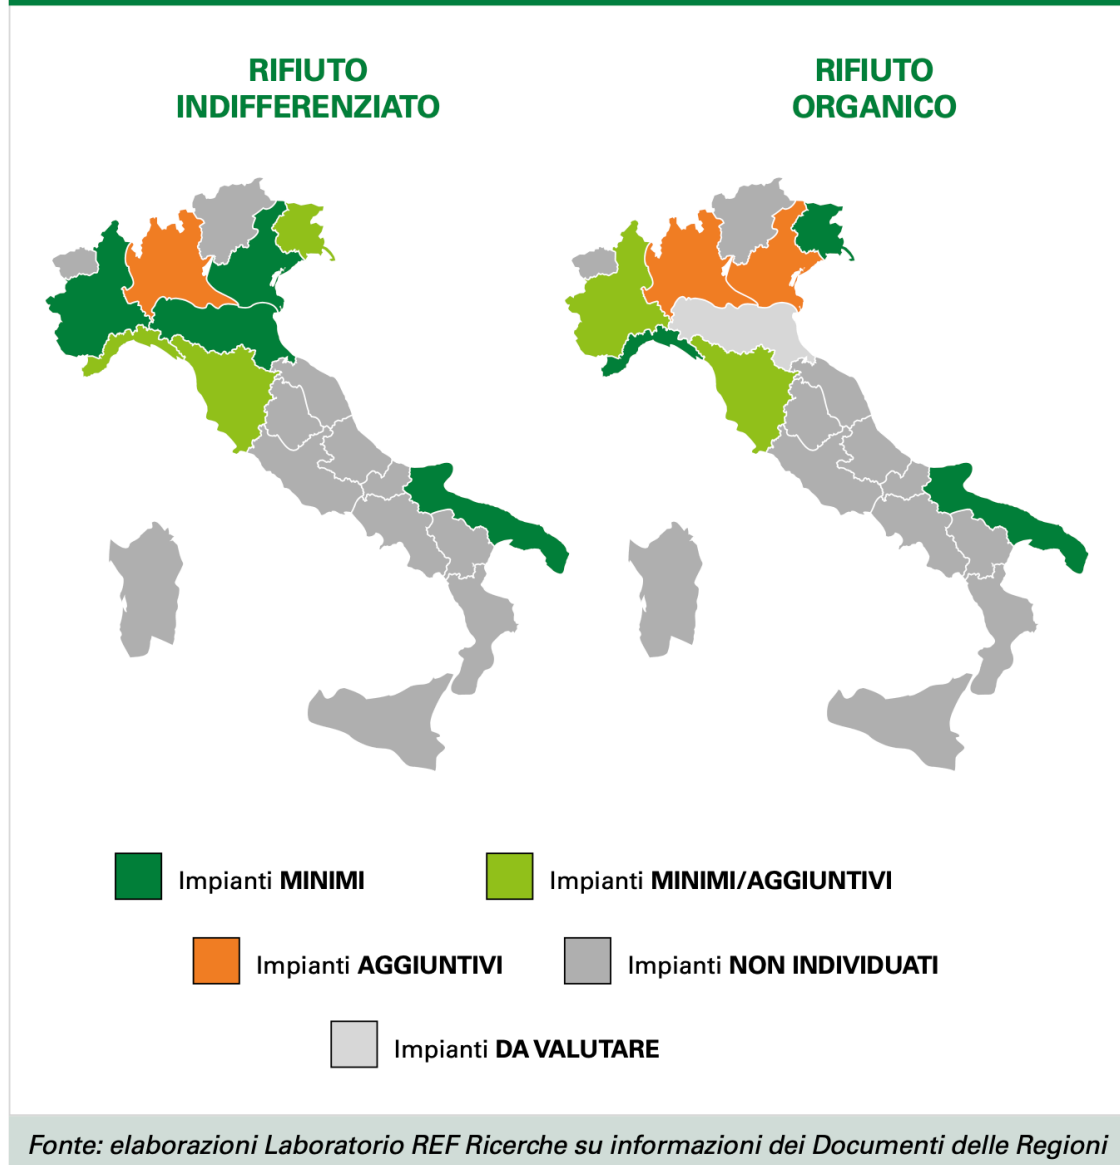 RIFIUTO
INDIFFERENZIATO
RIFIUTO
ORGANICO
Impianti MINIMI
Impianti MINIMI/AGGIUNTIVI
Impianti AGGIUNTIVI
Impianti NON INDIVIDUATI
Impianti DA VALUTARE
Fonte: elaborazioni Laboratorio REF Ricerche su informazioni dei Documenti delle Regioni